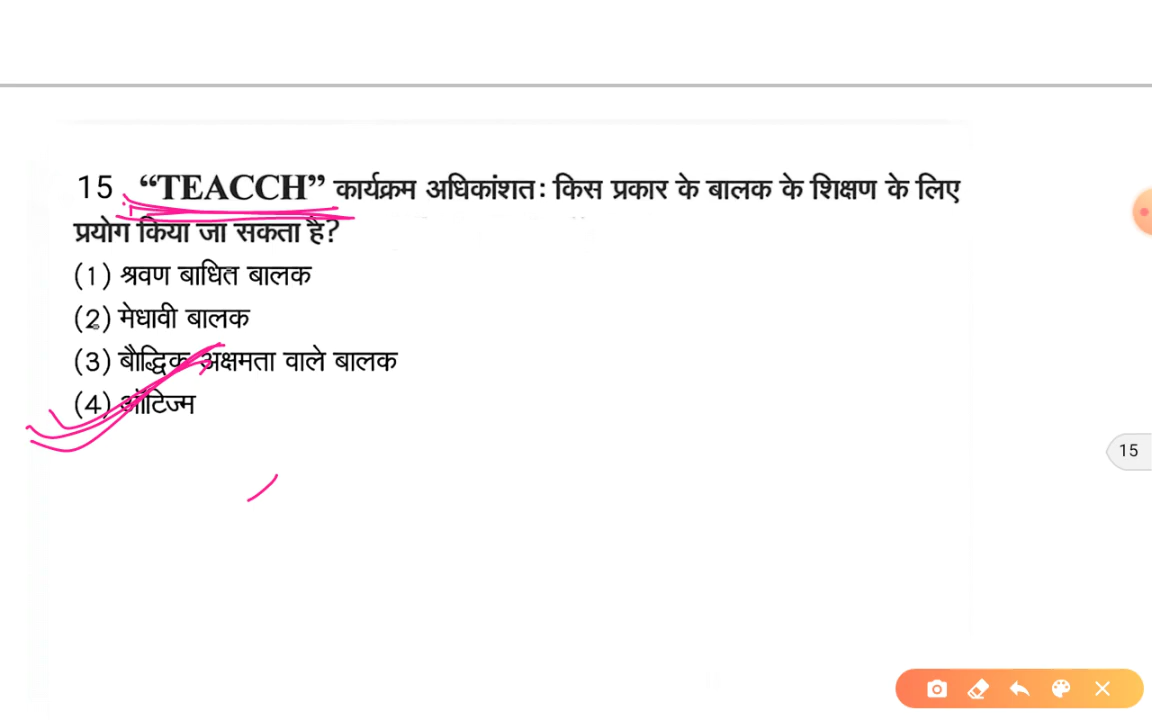 15 “TEACCH” कार्यक्रम अधिकांशतः किस प्रकार के बालक के शिक्षण के लिए
प्रयोग किया जा सकता है?
(1) श्रवण बाधित बालक
(2) मेधावी बालक
(3) बौद्धिक अक्षमता वाले बालक
(4) ऑटिज्म
15